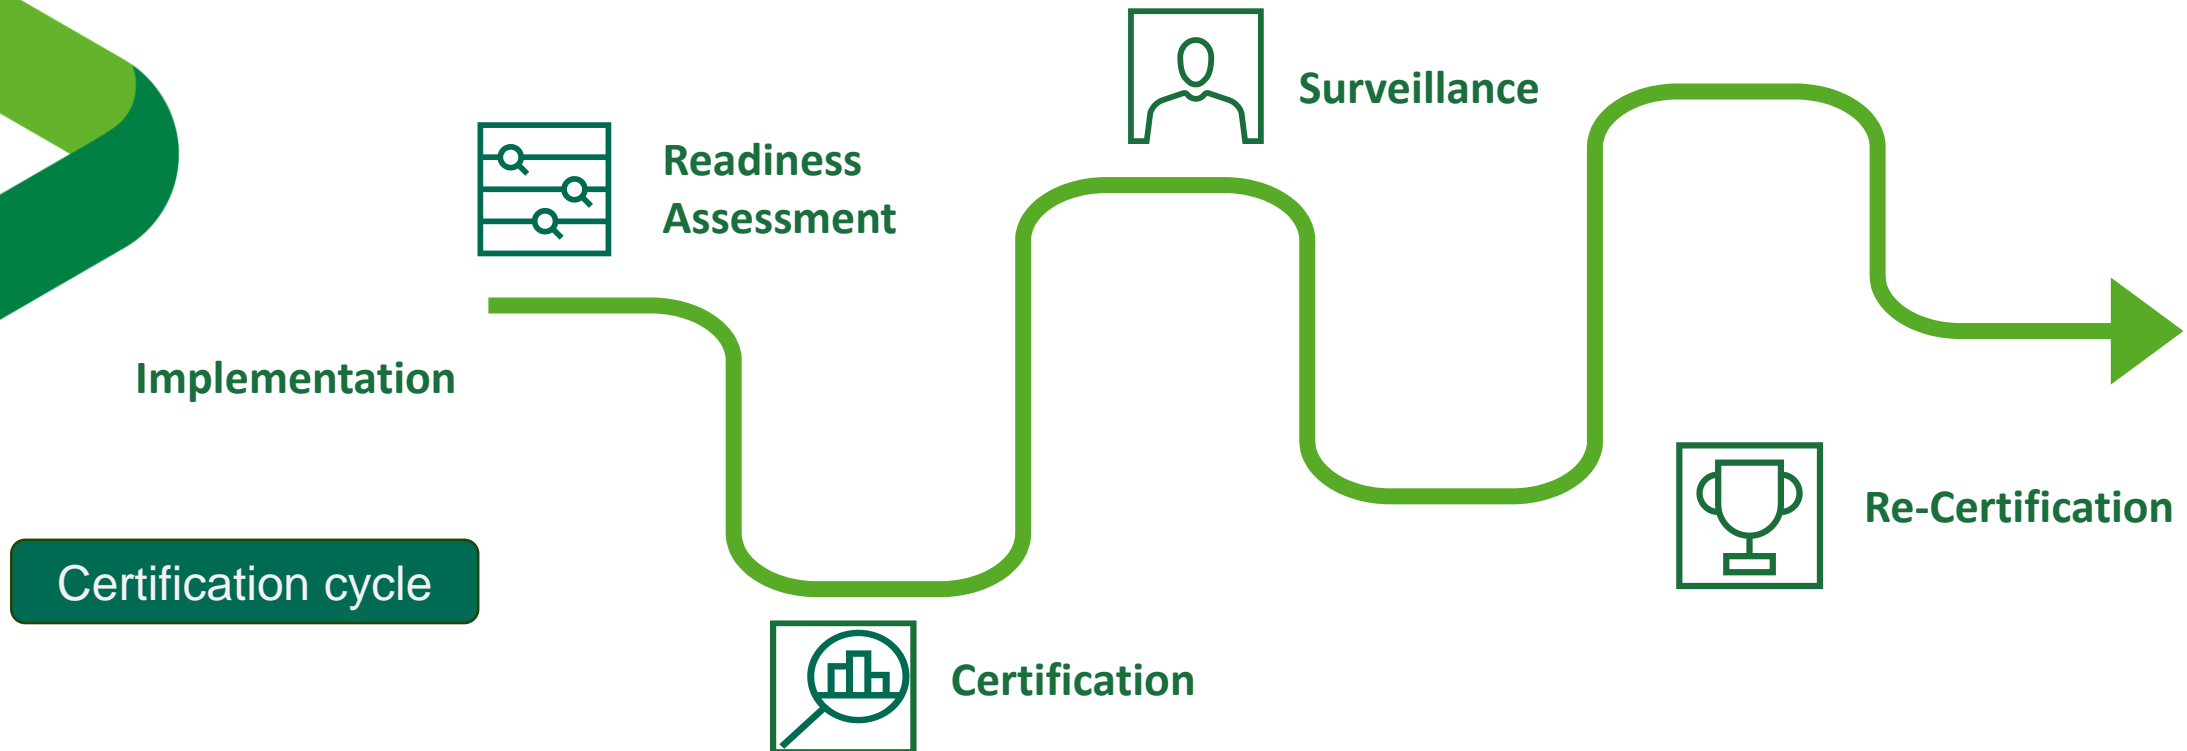 Surveillance
Readiness
Assessment
Implementation
Re-Certification
Certification cycle
Certification